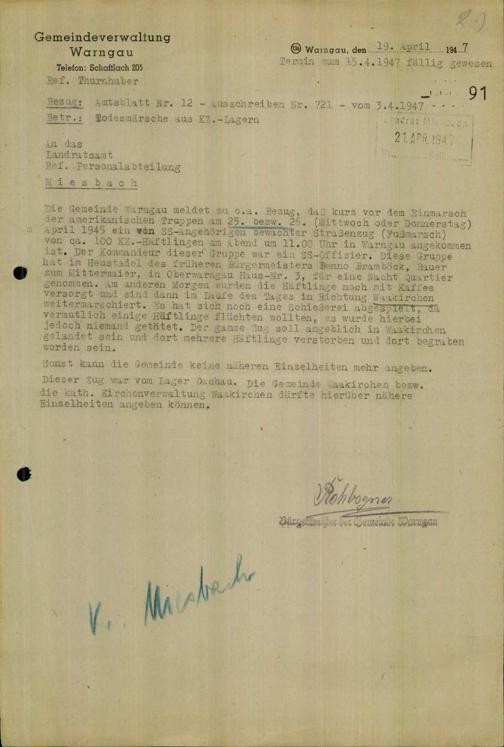 2.)
Gemeindeverwaltung
Warngau
Telefon: Schaftlach 205
Warngau, den 19. April 1947
Termin zum 15.4.1947 fällig gewesen
Ref. Thurnhuber
91
Bezug: Amtsblatt Nr. 12 - Ausschreiben Nr. 721 - vom 3.4.1947 - - -
Betr.: Todesmärsche aus KZ.-Lagern
21. APR. 1947
An das
Landratsamt
Ref. Personalabteilung
Miesbach
Die Gemeinde Warngau meldet zu o.a. Bezug, daß kurz vor dem Einmarsch
der amerikanischen Truppen am 25. bezw. 26. (Mittwoch oder Donnerstag)
April 1945 ein von SS-Angehörigen bewachter Straßenzug (Fußmarsch)
von ca. 100 KZ.-Häftlingen am Abend um 11.00 Uhr in Warngau angekommen
ist. Der Kommanieur dieser Gruppe war ein SS-Offizier. Diese Gruppe
hat im Heustadel des früheren Bürgermeisters Benno Bramböck, Bauer
zum Mittermaier, in Oberwarngau Haus-Nr. 3, für eine Nacht Quartier
genommen. Am anderen Morgen wurden die Häftlinge noch mit Kaffee
versorgt und sind dann im Laufe des Tages in Richtung Waakirchen
weitermarschiert. Es hat sich noch eine Schießerei abgespielt, da
vermutlich einige Häftlinge flüchten wollten, es wurde hierbei
jedoch niemand getötet. Der ganze Zug soll angeblich in Waakirchen
gelandet sein und dort mehrere Häftlinge verstorben und dort begraben
worden sein.
Sonst kann die Gemeinde keine näheren Einzelheiten mehr angeben.
Dieser Zug war vom Lager Dachau. Die Gemeinde Waakirchen bezw.
die kath. Kirchenverwaltung Waakirchen dürfte hierüber nähere
Einzelheiten angeben können.
Rohbogner
Bürgermeister der Gemeinde Warngau
K. Miesbach